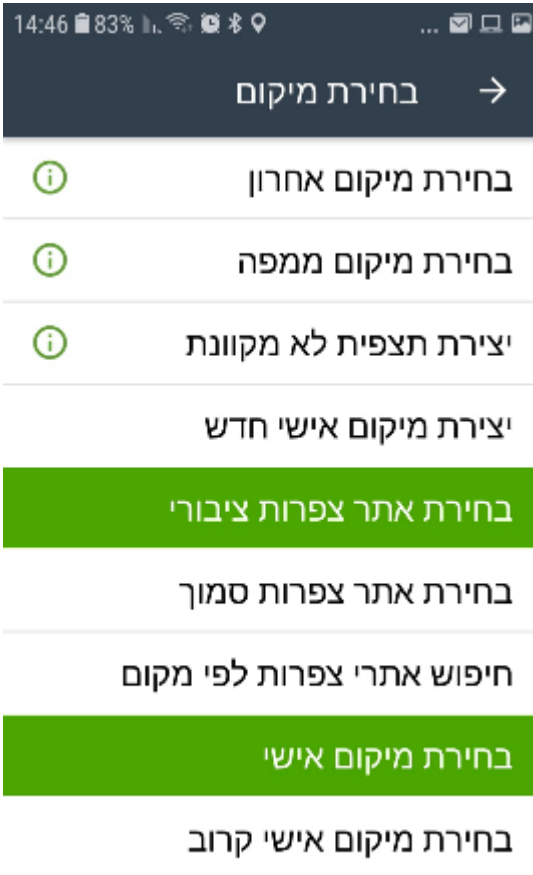 14:46 83% ...
בחירת מיקום
בחירת מיקום אחרון
בחירת מיקום ממפה
יצירת תצפית לא מקוונת
יצירת מיקום אישי חדש
בחירת אתר צפרות ציבורי
בחירת אתר צפרות סמוך
חיפוש אתרי צפרות לפי מקום
בחירת מיקום אישי
בחירת מיקום אישי קרוב